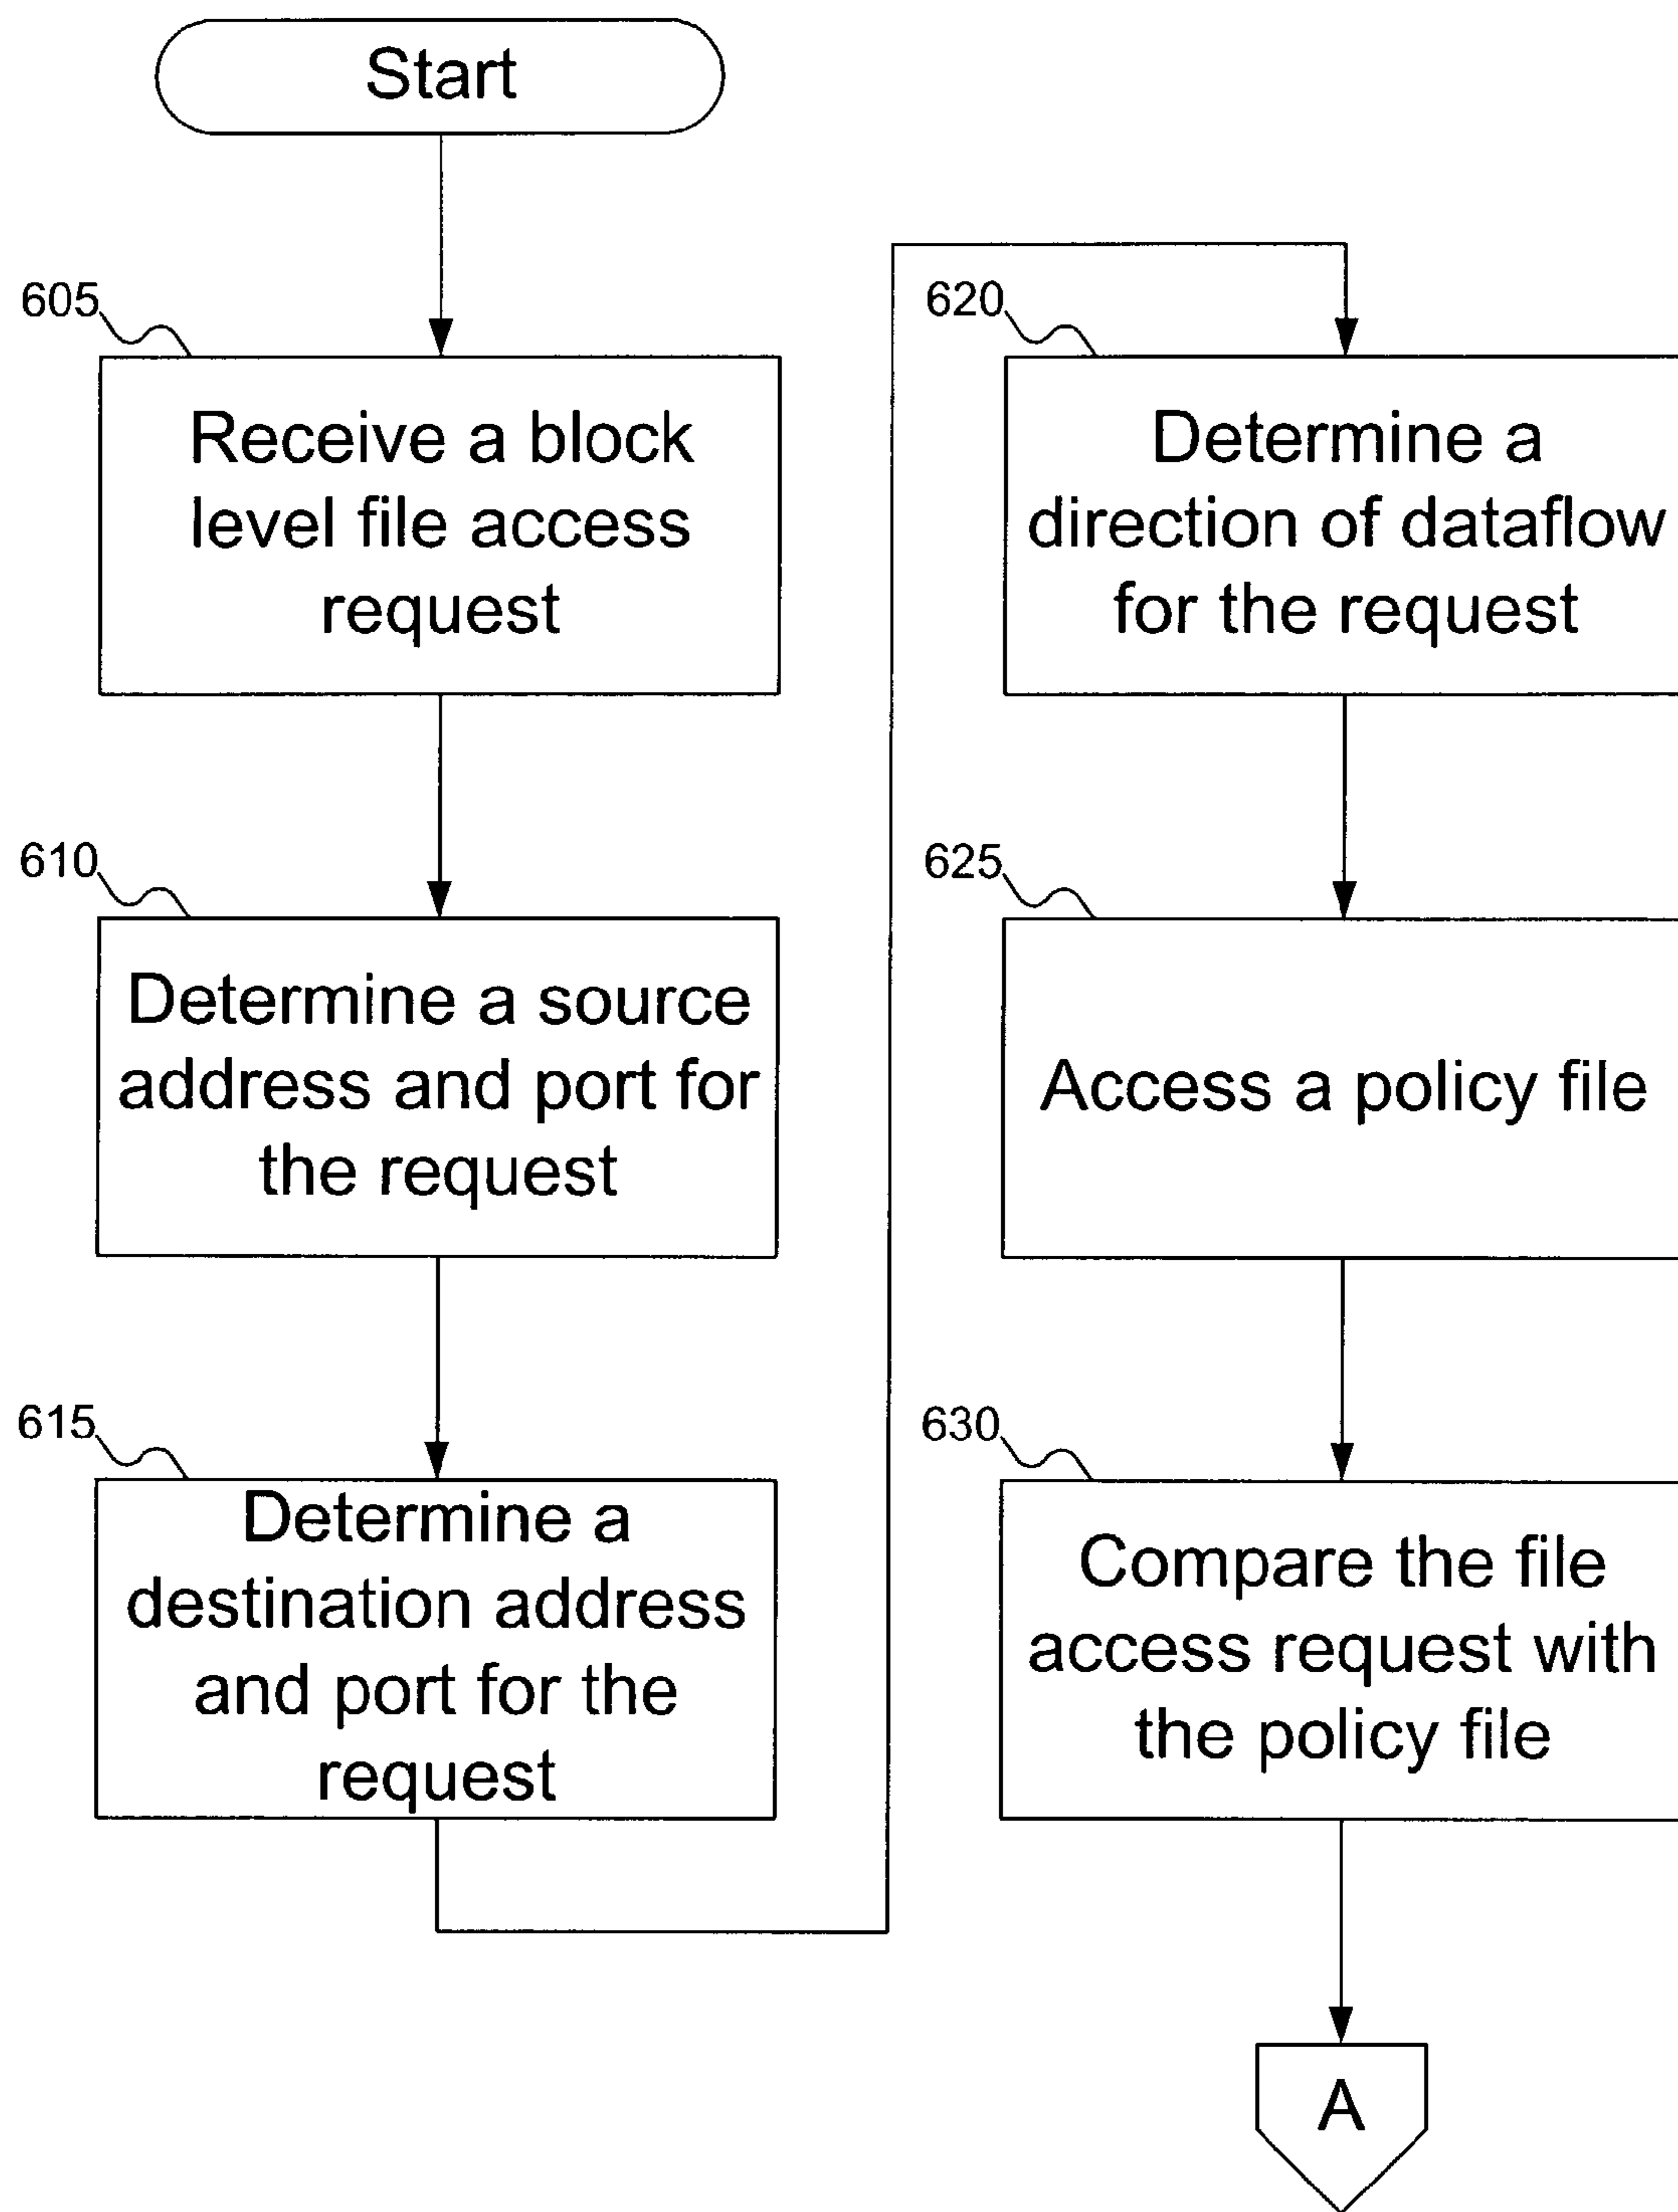 Start
605
Receive a block
level file access
request
610
Determine a source
address and port for
the request
615
Determine a
destination address
and port for the
request
620
Determine a
direction of dataflow
for the request
625
Access a policy file
630
Compare the file
access request with
the policy file
A